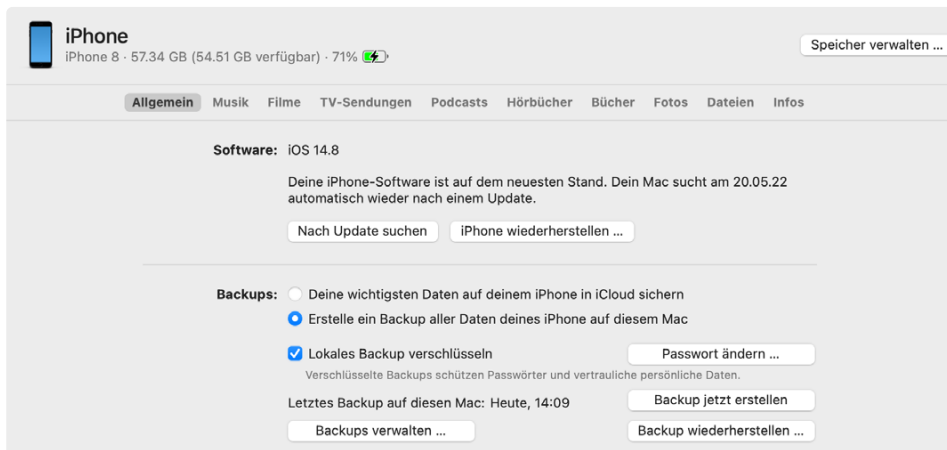 iPhone
iPhone 8 · 57.34 GB (54.51 GB verfügbar) · 71%
Speicher verwalten ...
Allgemein Musik Filme TV-Sendungen Podcasts Hörbücher Bücher Fotos Dateien Infos
Software: iOS 14.8
Deine iPhone-Software ist auf dem neuesten Stand. Dein Mac sucht am 20.05.22
automatisch wieder nach einem Update.
Nach Update suchen iPhone wiederherstellen ...
Backups: Deine wichtigsten Daten auf deinem iPhone in iCloud sichern
Erstelle ein Backup aller Daten deines iPhone auf diesem Mac
Lokales Backup verschlüsseln Passwort ändern ...
Verschlüsselte Backups schützen Passwörter und vertrauliche persönliche Daten.
Letztes Backup auf diesen Mac: Heute, 14:09 Backup jetzt erstellen
Backups verwalten ... Backup wiederherstellen ...